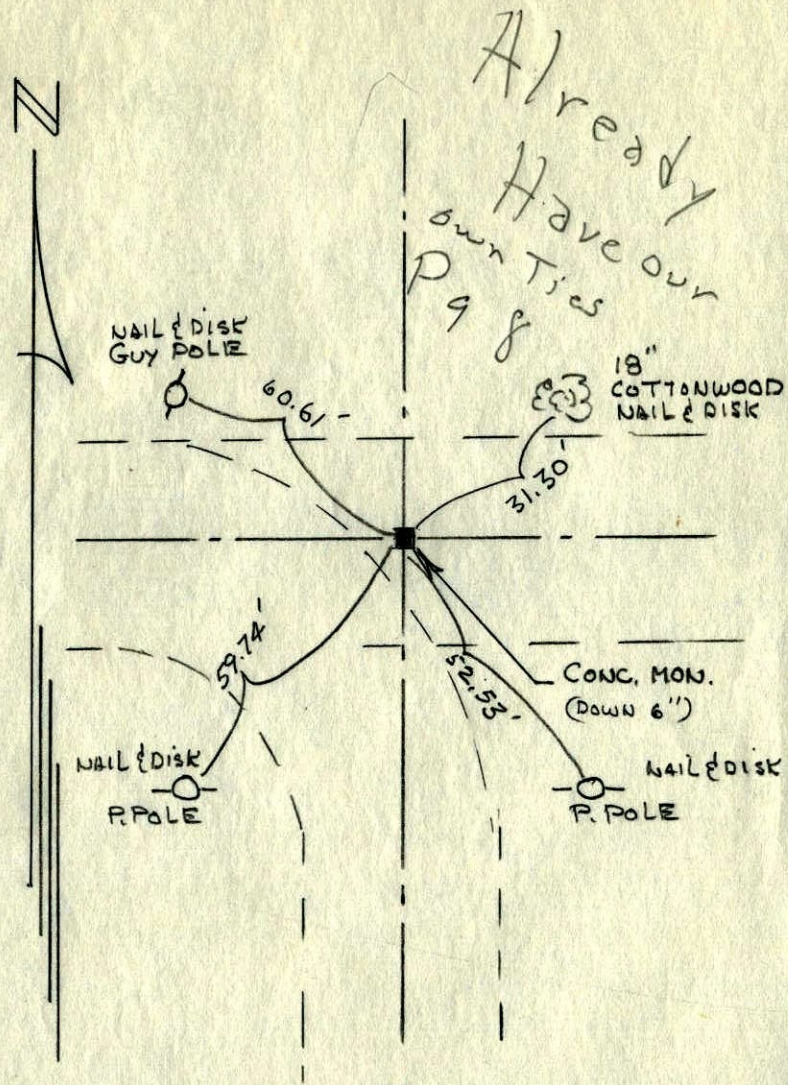 Already
Have Our
own Ties
Pg 8
N
NAIL & DISK
GUY POLE
60.61'
18"
COTTONWOOD
NAIL & DISK
31.30'
59.74'
52.53'
CONC. MON.
(DOWN 6")
NAIL & DISK
P. POLE
NAIL & DISK
P. POLE